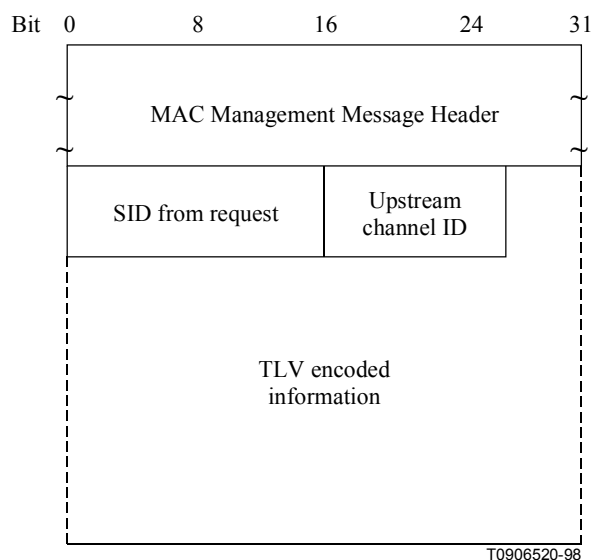 Bit 0 8 16 24 31
MAC Management Message Header
SID from request
Upstream
channel ID
TLV encoded
information
T0906520-98